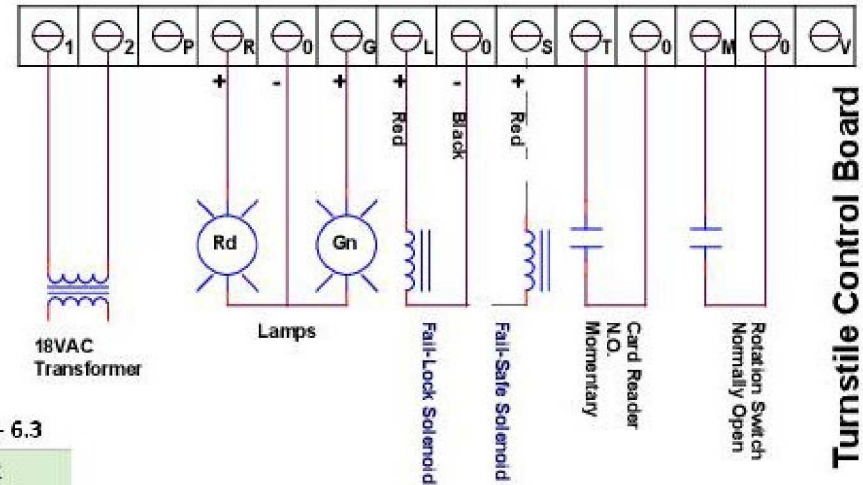 1 2 P R 0 G L 0 S T 0 M 0 V
+ - + + - +
Red
Black
Red
Rd
Gn
Lamps
18VAC
Transformer
Fail-Lock Solenoid
Fail-Safe Solenoid
Card Reader
N.O.
Momentary
Rotation Switch
Normally Open
Turnstile Control Board
- 6.3